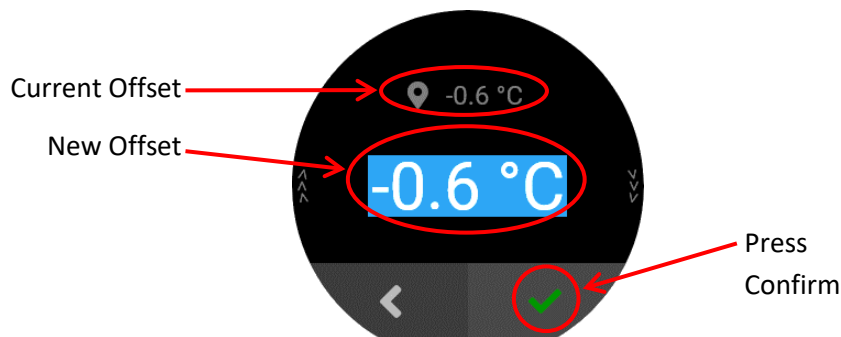 Current Offset
-0.6 °C
New Offset
-0.6 °C
Press
Confirm